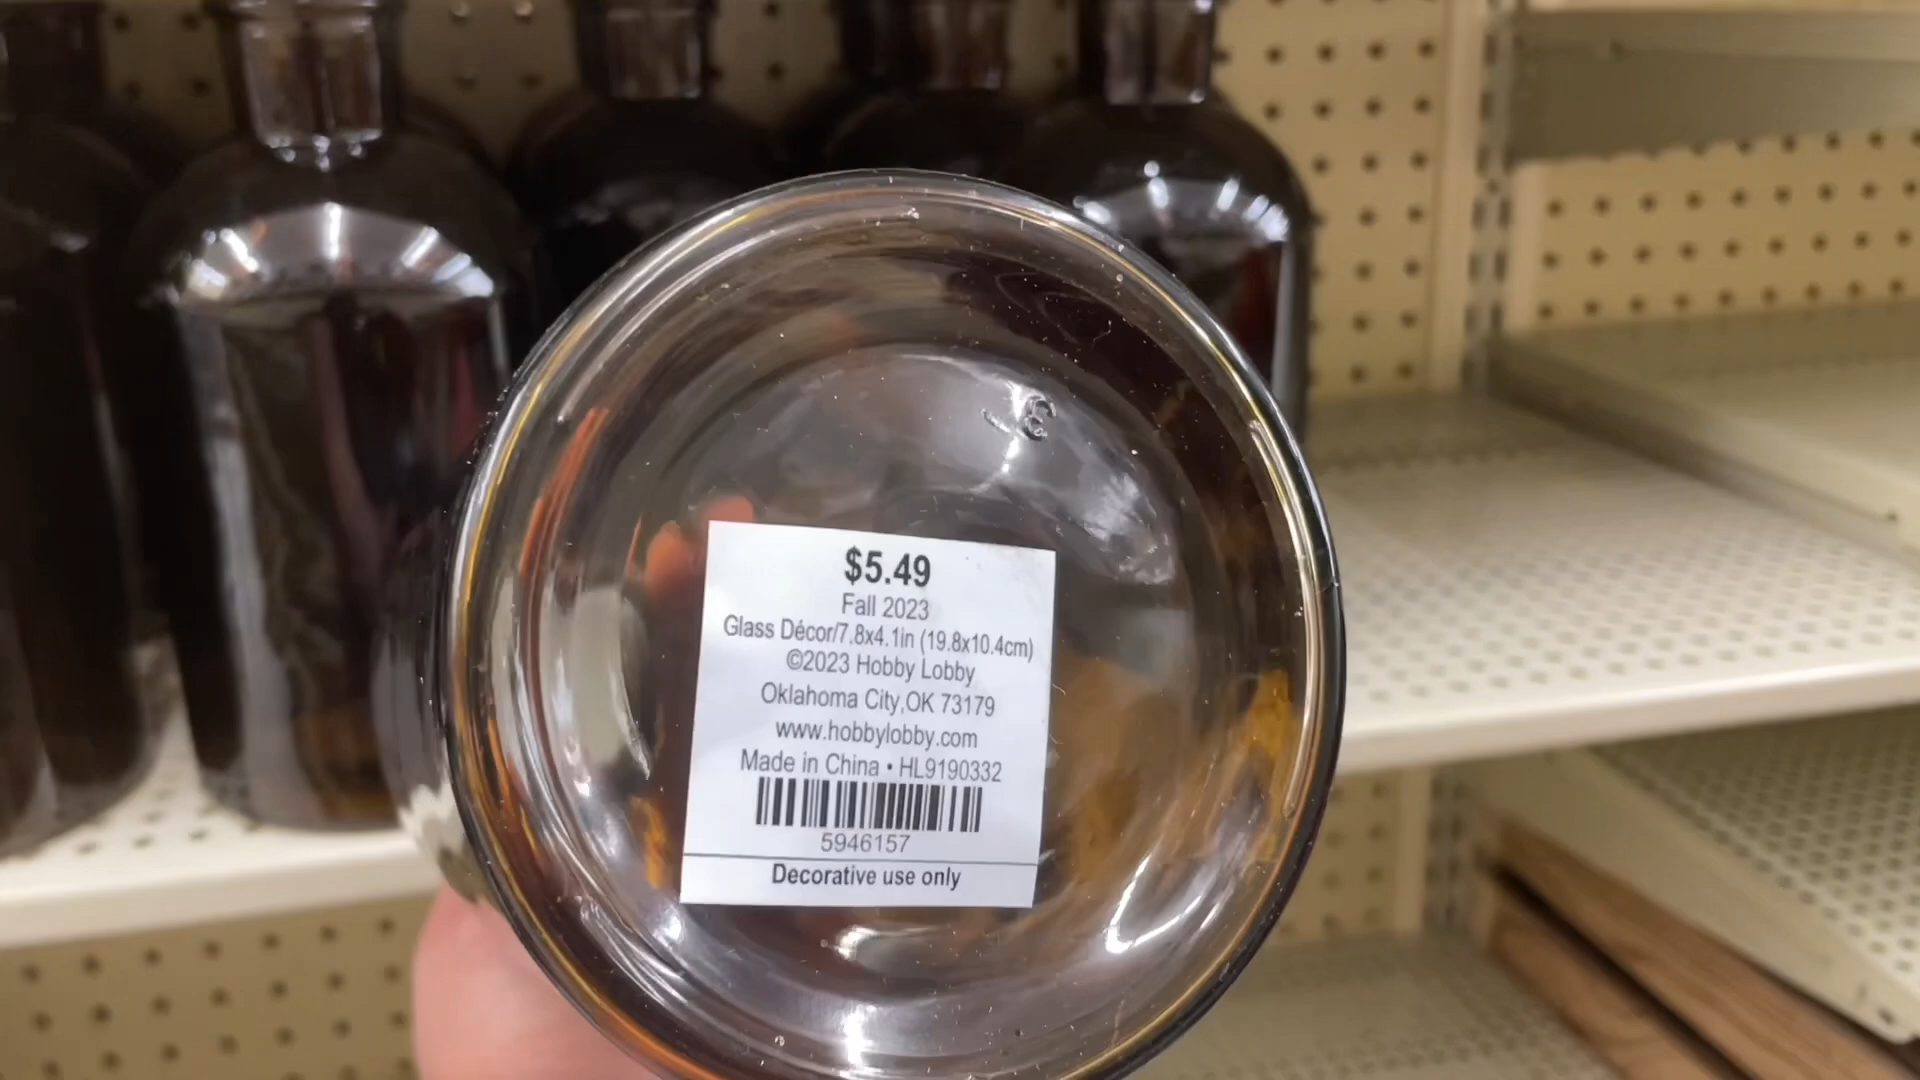 3
$5.49
Fall 2023
Glass Décor/7.8x4.1in (19.8x10.4cm)
©2023 Hobby Lobby
Oklahoma City,OK 73179
www.hobbylobby.com
Made in China • HL9190332
5946157
Decorative use only